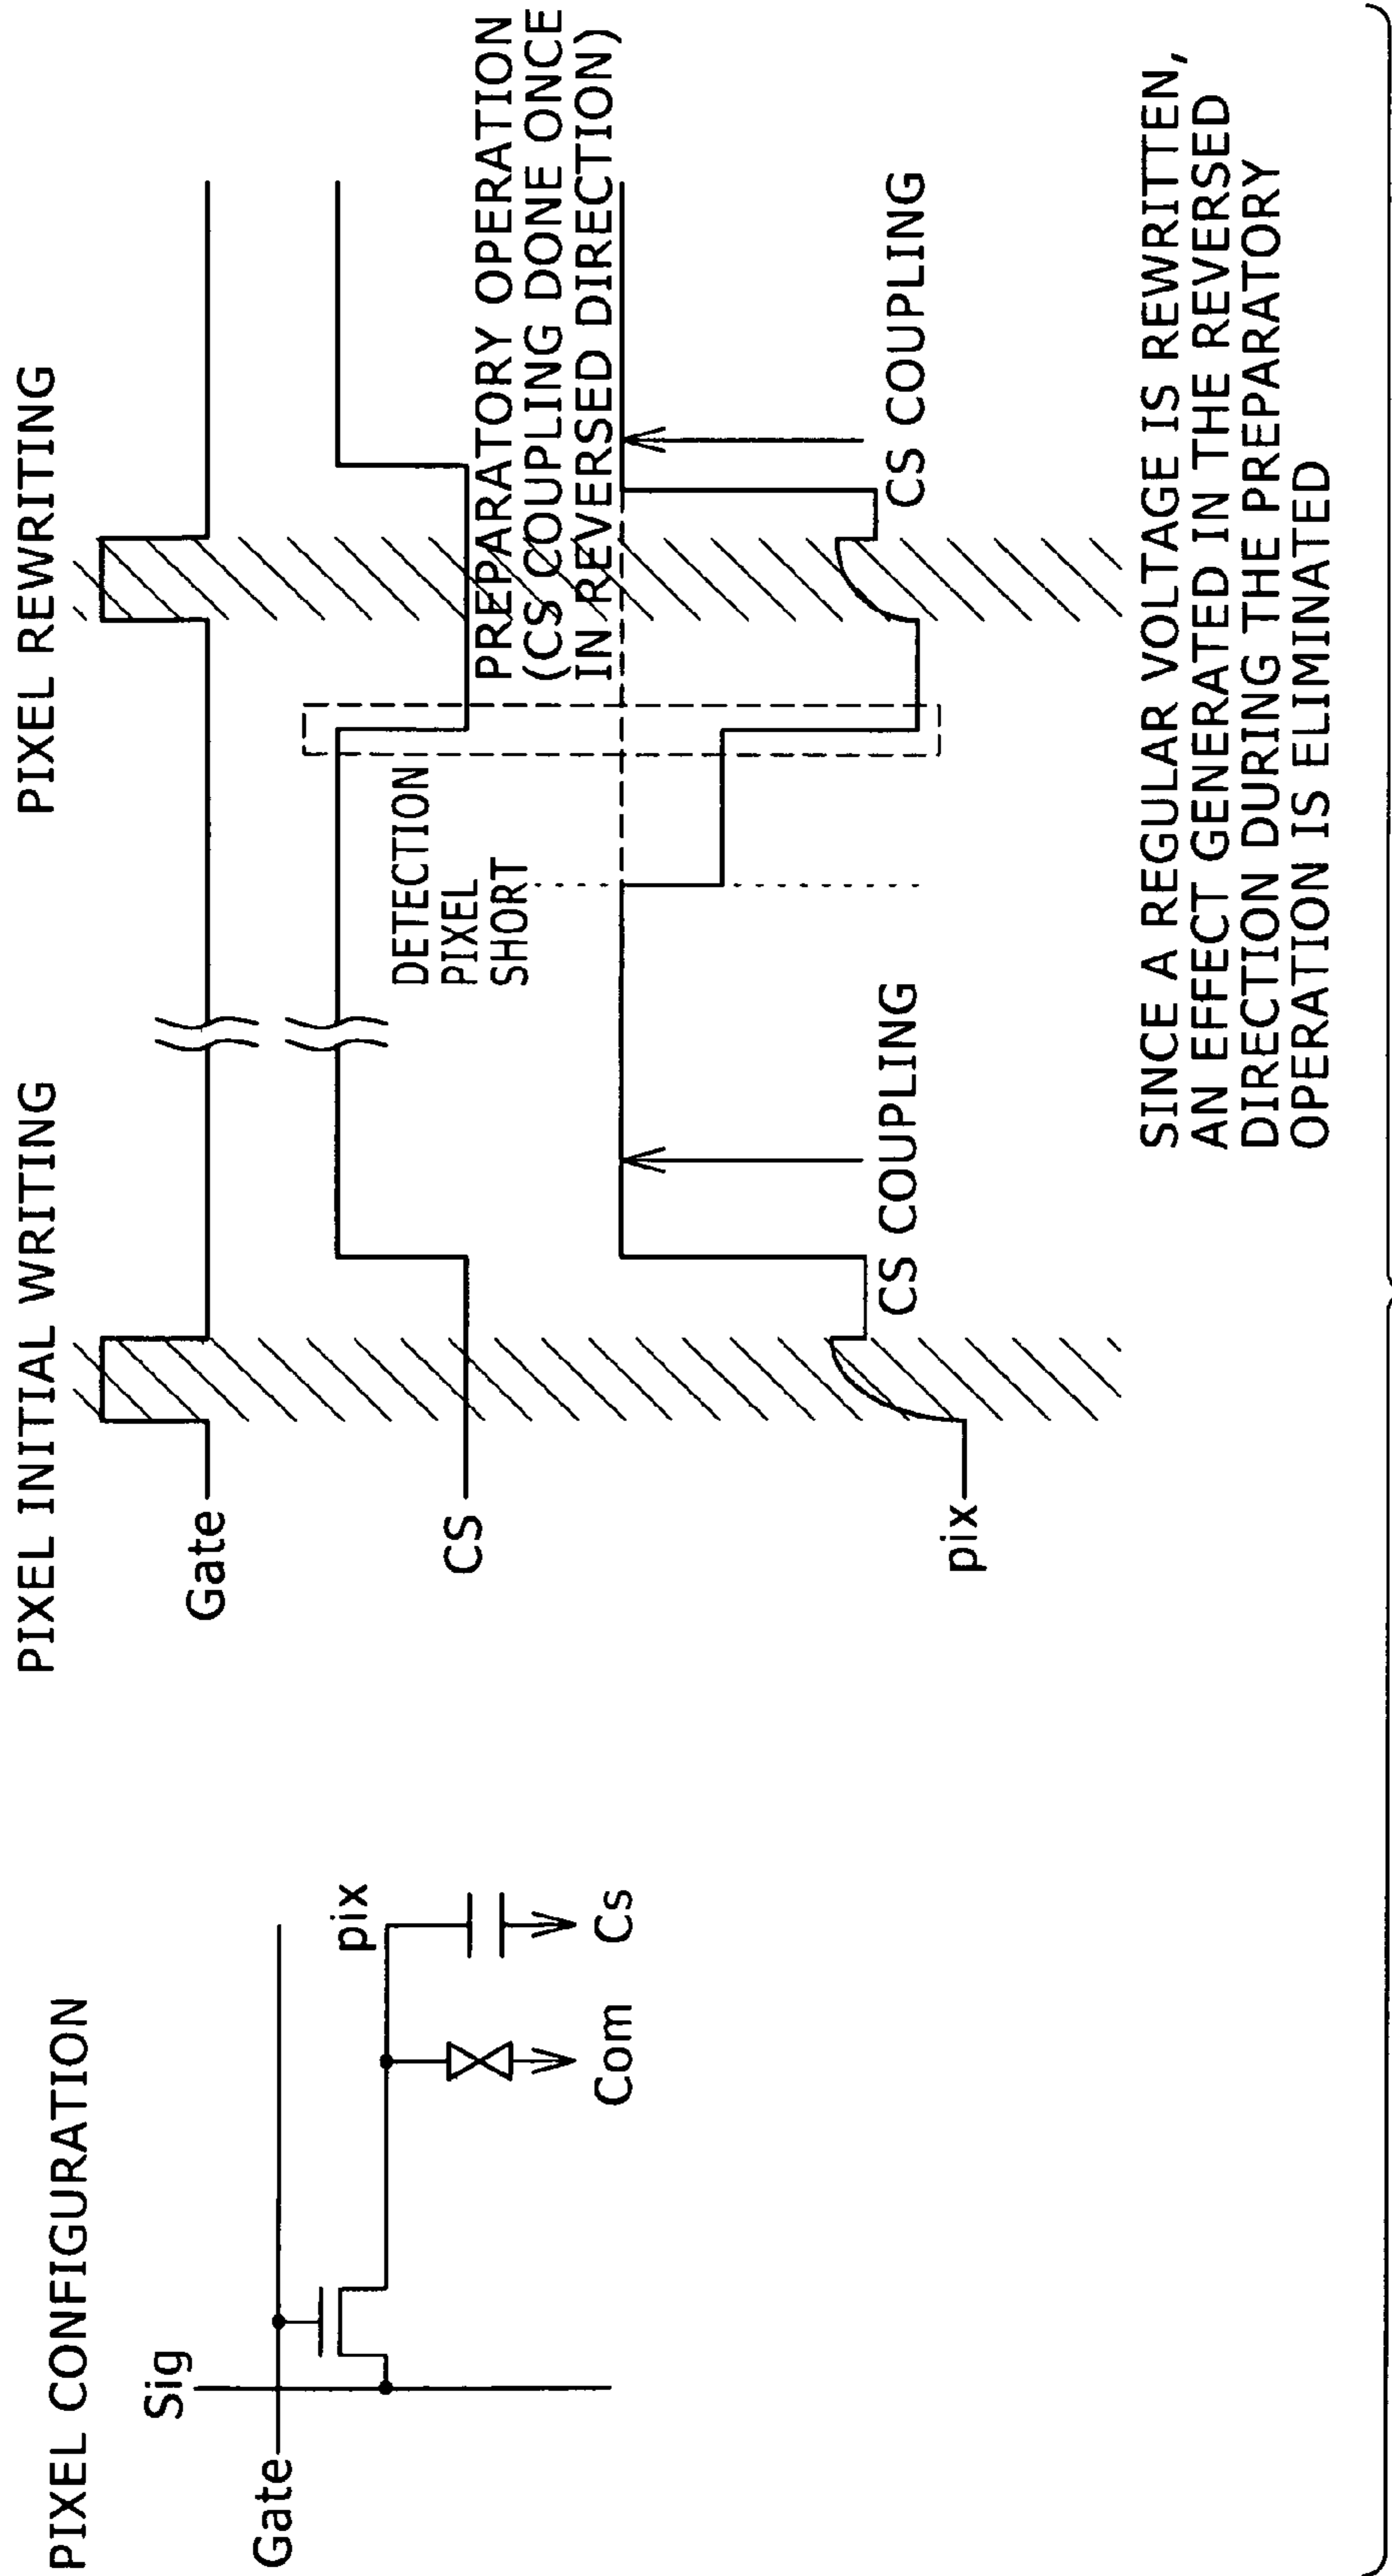 PIXEL CONFIGURATION
Sig
Gate
pix
Com
Cs
PIXEL INITIAL WRITING
PIXEL REWRITING
Gate
CS
DETECTION
PIXEL
SHORT
PREPARATORY OPERATION
(CS COUPLING DONE ONCE
IN REVERSED DIRECTION)
pix
CS COUPLING
CS COUPLING
SINCE A REGULAR VOLTAGE IS REWRITTEN,
AN EFFECT GENERATED IN THE REVERSED
DIRECTION DURING THE PREPARATORY
OPERATION IS ELIMINATED